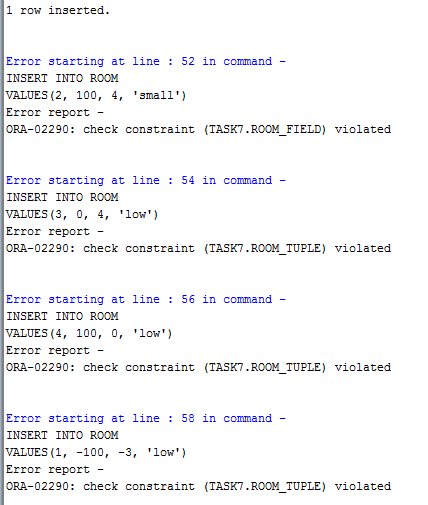 1 row inserted.
Error starting at line : 52 in command -
INSERT INTO ROOM
VALUES(2, 100, 4, 'small')
Error report -
ORA-02290: check constraint (TASK7.ROOM_FIELD) violated
Error starting at line : 54 in command -
INSERT INTO ROOM
VALUES(3, 0, 4, 'low')
Error report -
ORA-02290: check constraint (TASK7.ROOM_TUPLE) violated
Error starting at line : 56 in command -
INSERT INTO ROOM
VALUES(4, 100, 0, 'low')
Error report -
ORA-02290: check constraint (TASK7.ROOM_TUPLE) violated
Error starting at line : 58 in command -
INSERT INTO ROOM
VALUES(1, -100, -3, 'low')
Error report -
ORA-02290: check constraint (TASK7.ROOM_TUPLE) violated